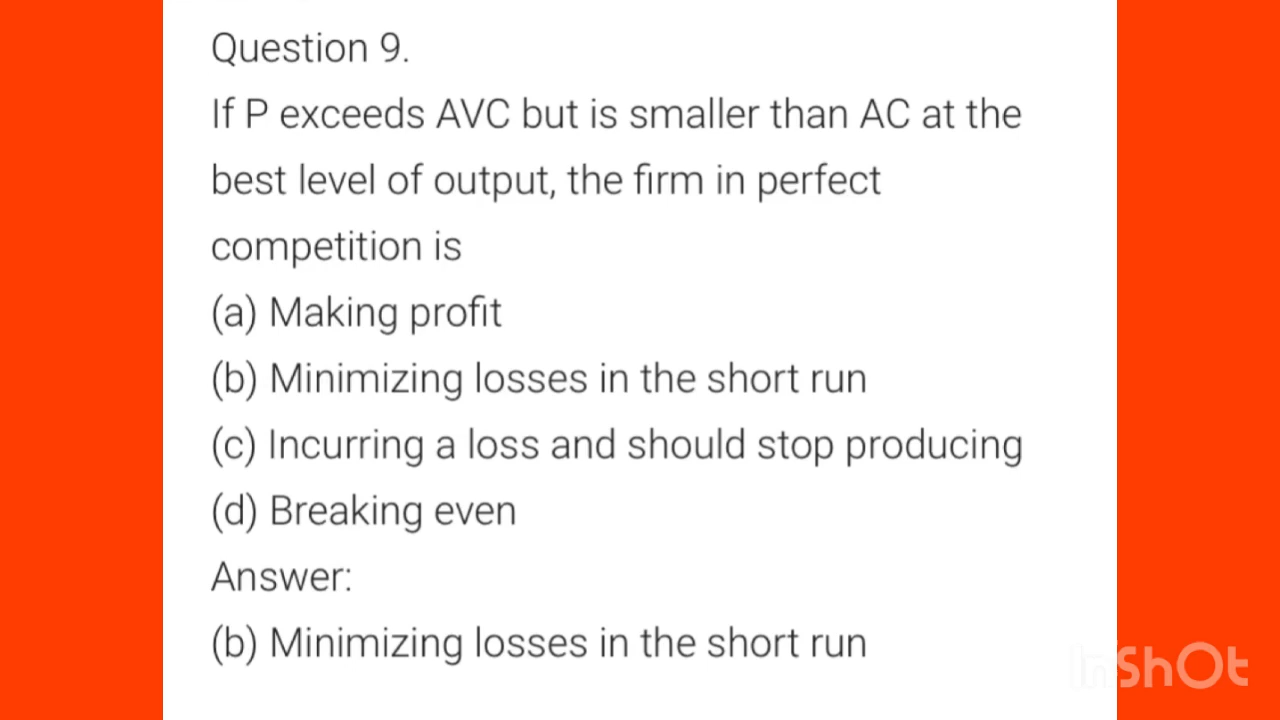 Question 9.
If P exceeds AVC but is smaller than AC at the
best level of output, the firm in perfect
competition is
(a) Making profit
(b) Minimizing losses in the short run
(c) Incurring a loss and should stop producing
(d) Breaking even
Answer:
(b) Minimizing losses in the short run
InShOt